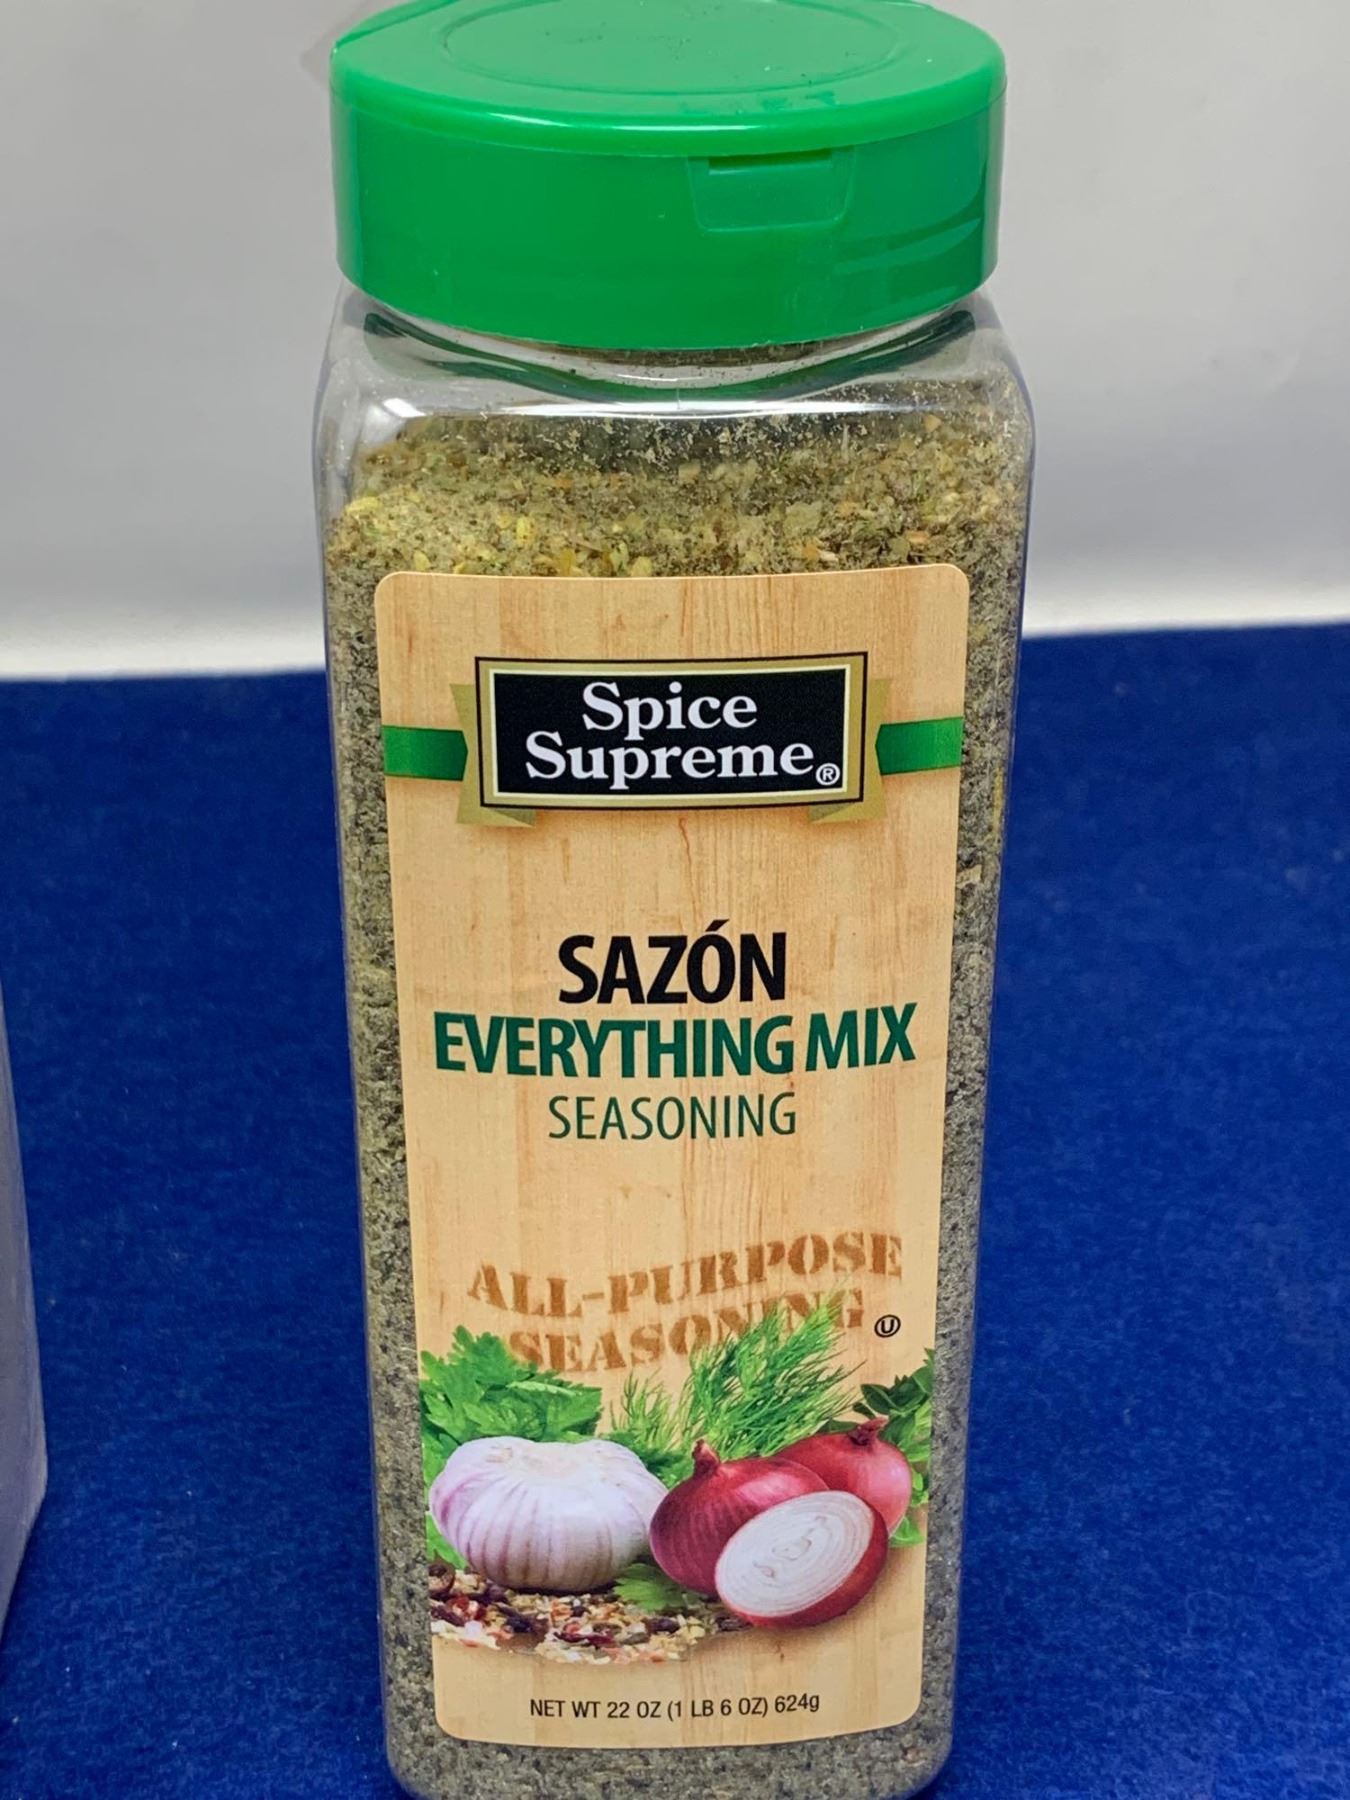 Spice
Supreme®
SAZÓN
EVERYTHING MIX
SEASONING
ALL-PURPOSE
SEASONING
U
NET WT 22 OZ (1 LB 6 OZ) 624g